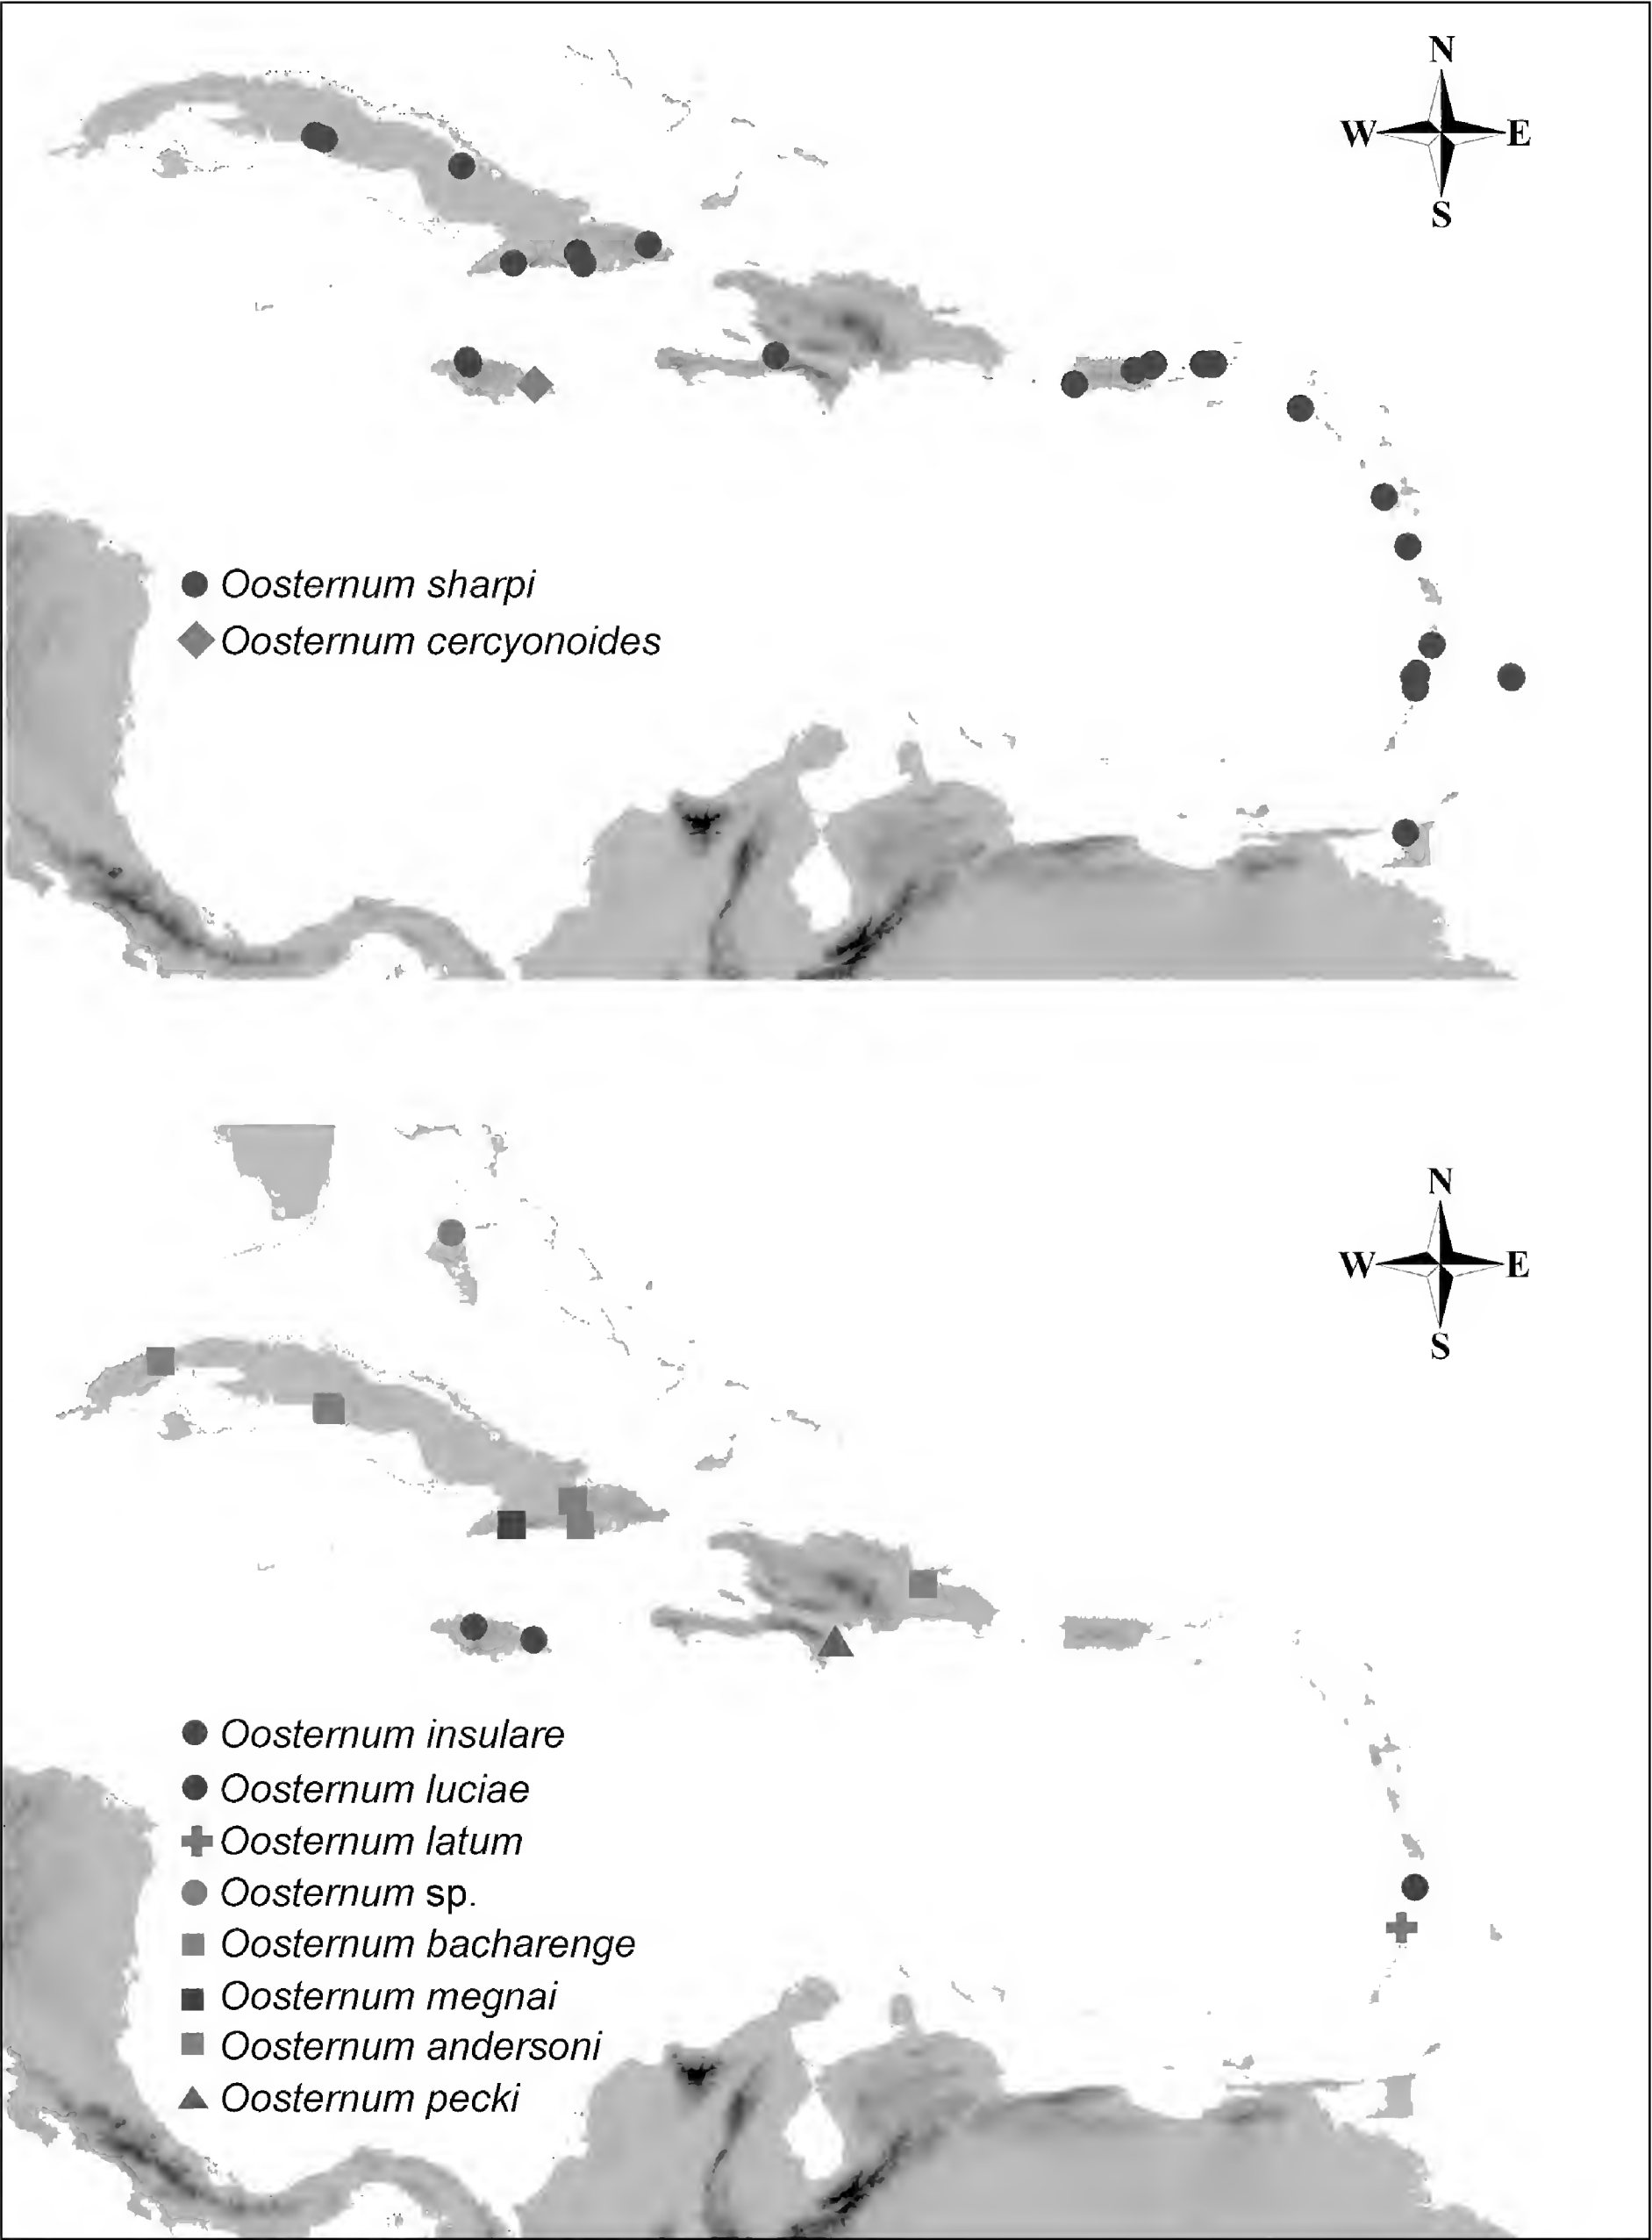 N
W E
S
Oosternum sharpi
Oosternum cercyonoides
N
W E
S
Oosternum insulare
Oosternum luciae
Oosternum latum
Oosternum sp.
Oosternum bacharenge
Oosternum megnai
Oosternum andersoni
Oosternum pecki